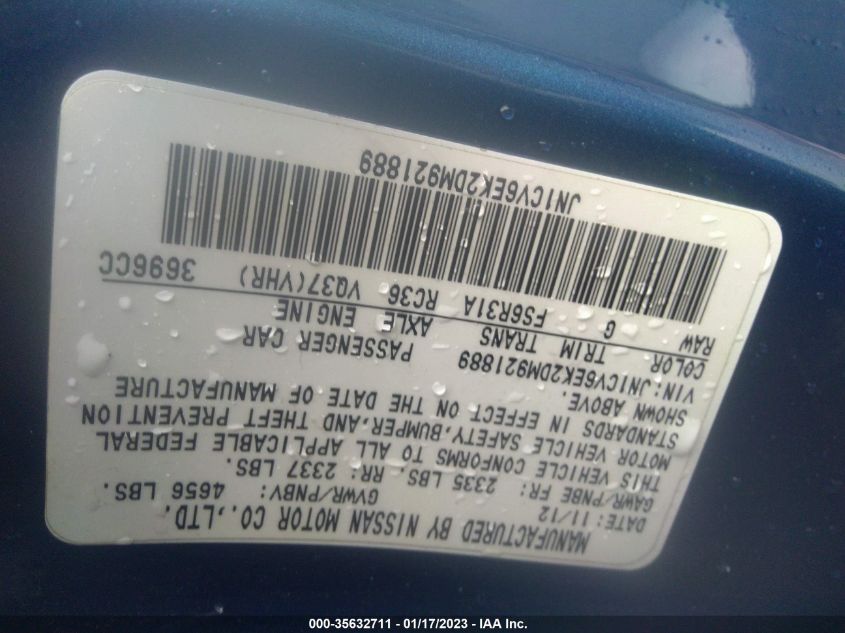 MANUFACTURED BY NISSAN MOTOR CO.,LTD.
DATE:11/12 GVWR/PNBV: 4656 LBS.
GAWR/PNBE FR: 2335 LBS. RR: 2337 LBS.
THIS VEHICLE CONFORMS TO ALL APPLICABLE FEDERAL
MOTOR VEHICLE SAFETY,BUMPER,AND THEFT PREVENTION
STANDARDS IN EFFECT ON THE DATE OF MANUFACTURE
SHOWN ABOVE.
VIN:JN1CV6EK2DM921889 PASSENGER CAR
COLOR TRIM TRANS AXLE ENGINE
RAW G FS6R31A RC36 VQ37(VHR) 3696CC
JN1CV6EK2DM921889
000-35632711 - 01/17/2023 - IAA Inc.